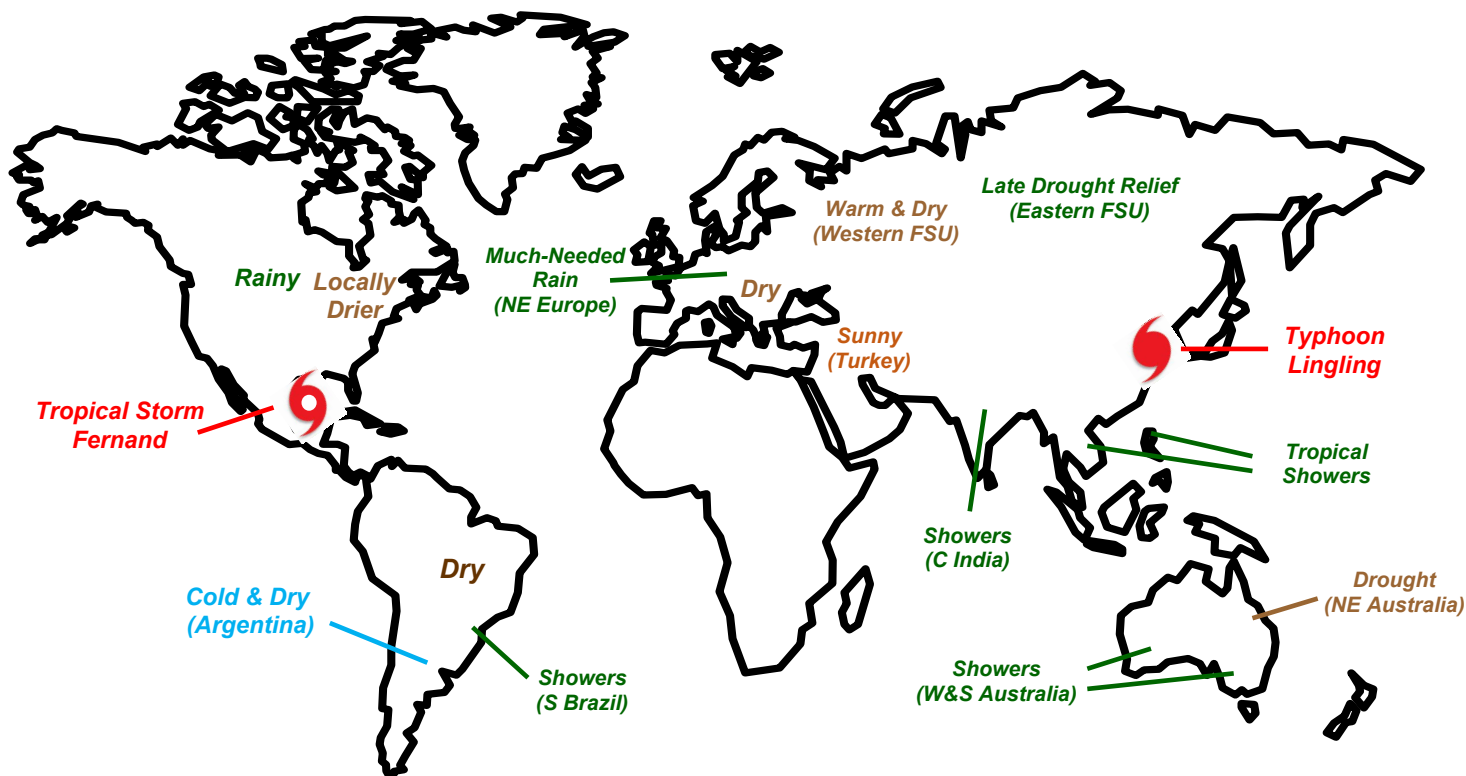 Late Drought Relief
(Eastern FSU)
Warm & Dry
(Western FSU)
Much-Needed
Rain
(NE Europe)
Rainy
Locally
Drier
Dry
Sunny
(Turkey)
Typhoon
Lingling
Tropical Storm
Fernand
Tropical
Showers
Showers
(C India)
Dry
Cold & Dry
(Argentina)
Drought
(NE Australia)
Showers
(S Brazil)
Showers
(W&S Australia)